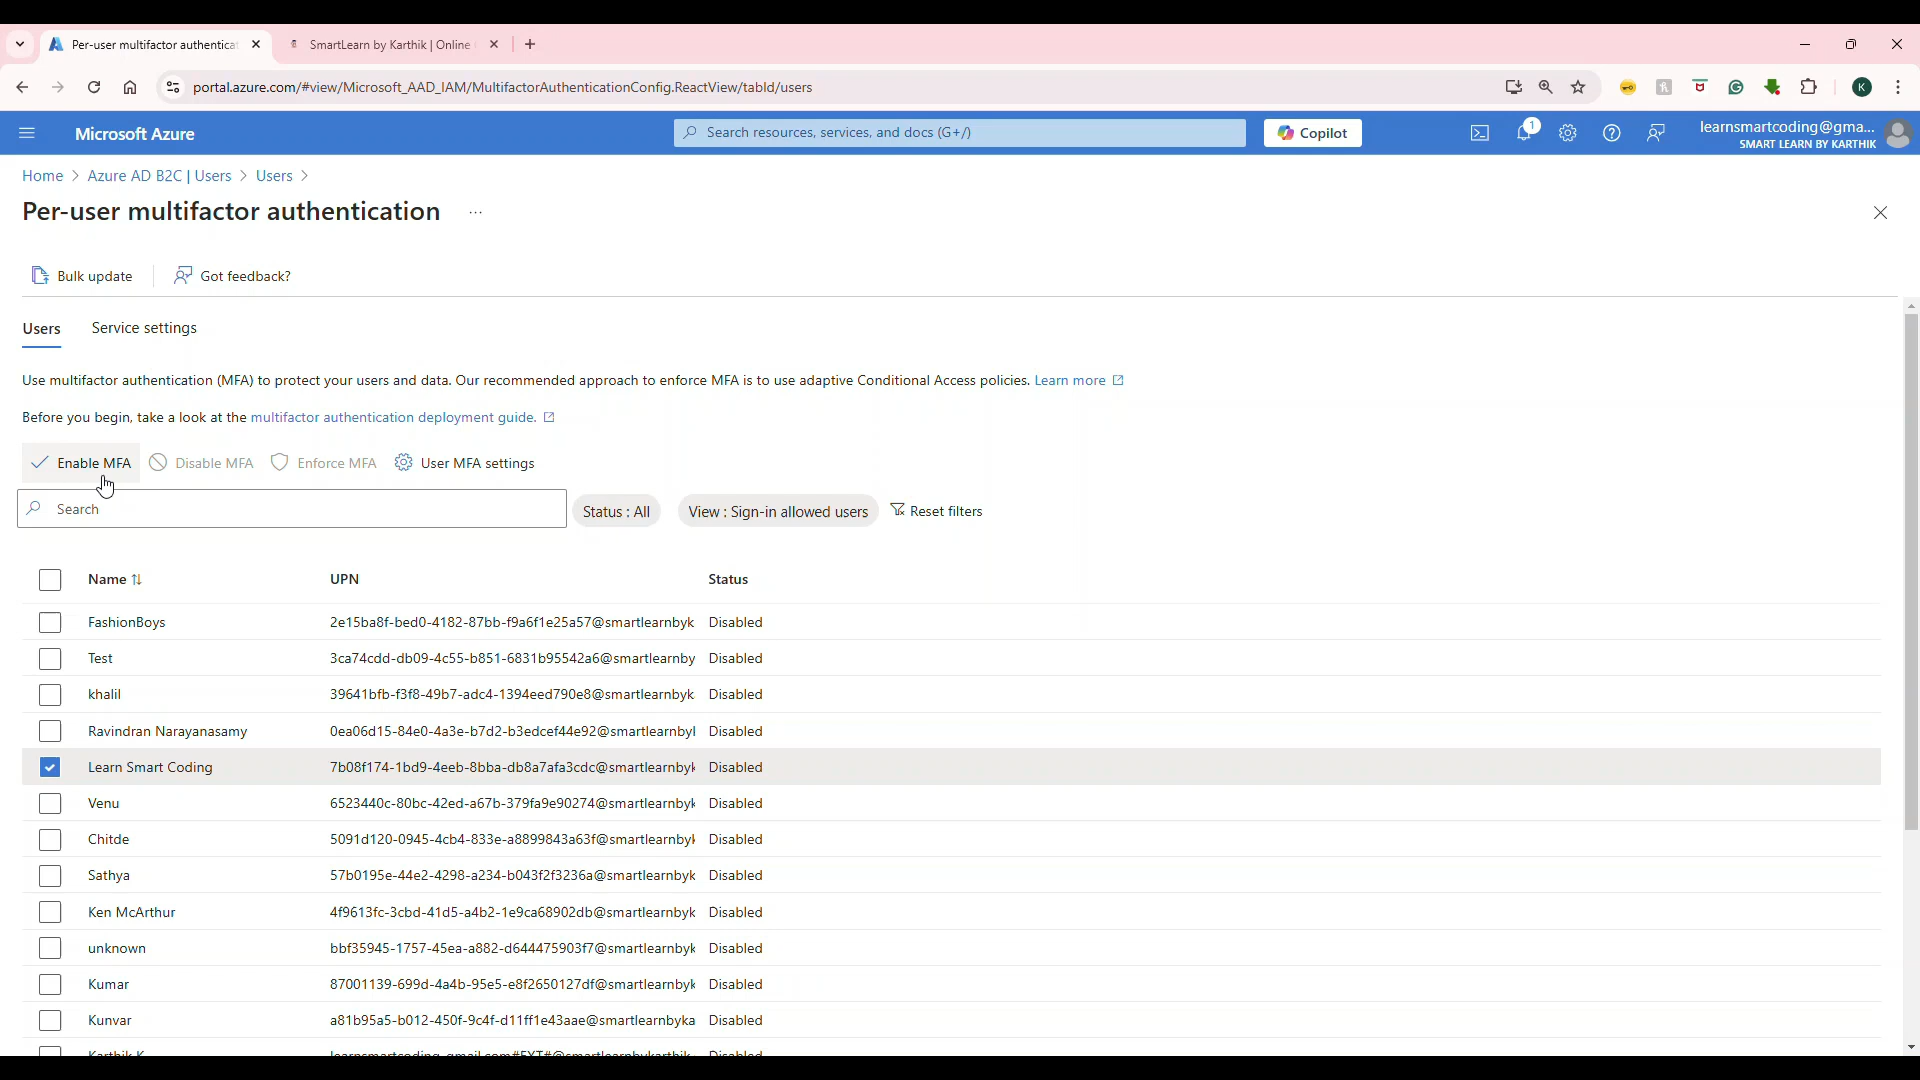 Per-user multifactor authenticat
SmartLearn by Karthik | Online
portal.azure.com/#view/Microsoft_AAD_IAM/MultifactorAuthenticationConfig.ReactView/tabId/users
K
Microsoft Azure
Search resources, services, and docs (G+/)
Copilot
1
learnsmartcoding@gma...
SMART LEARN BY KARTHIK
Home > Azure AD B2C | Users > Users >
Per-user multifactor authentication ...
Bulk update
Got feedback?
Users
Service settings
Use multifactor authentication (MFA) to protect your users and data. Our recommended approach to enforce MFA is to use adaptive Conditional Access policies. Learn more
Before you begin, take a look at the multifactor authentication deployment guide.
Enable MFA
Disable MFA
Enforce MFA
User MFA settings
Search
Status : All
View : Sign-in allowed users
Reset filters
Name UPN Status
FashionBoys 2e15ba8f-bed0-4182-87bb-f9a6f1e25a57@smartlearnbyk Disabled
Test 3ca74cdd-db09-4c55-b851-6831b95542a6@smartlearnby Disabled
khalil 39641bfb-f3f8-49b7-adc4-1394eed790e8@smartlearnbyk Disabled
Ravindran Narayanasamy 0ea06d15-84e0-4a3e-b7d2-b3edcef44e92@smartlearnbyl Disabled
Learn Smart Coding 7b08f174-1bd9-4eeb-8bba-db8a7afa3cdc@smartlearnbyk Disabled
Venu 6523440c-80bc-42ed-a67b-379fa9e90274@smartlearnbyk Disabled
Chitde 5091d120-0945-4cb4-833e-a8899843a63f@smartlearnbyk Disabled
Sathya 57b0195e-44e2-4298-a234-b043f2f3236a@smartlearnbyk Disabled
Ken McArthur 4f9613fc-3cbd-41d5-a4b2-1e9ca68902db@smartlearnbyk Disabled
unknown bbf35945-1757-45ea-a882-d644475903f7@smartlearnbyk Disabled
Kumar 87001139-699d-4a4b-95e5-e8f2650127df@smartlearnbyk Disabled
Kunvar a81b95a5-b012-450f-9c4f-d11ff1e43aae@smartlearnbyka Disabled
Karthik K learnsmartcoding_gmail.com#EXT#@smartlearnbykarthik Disabled